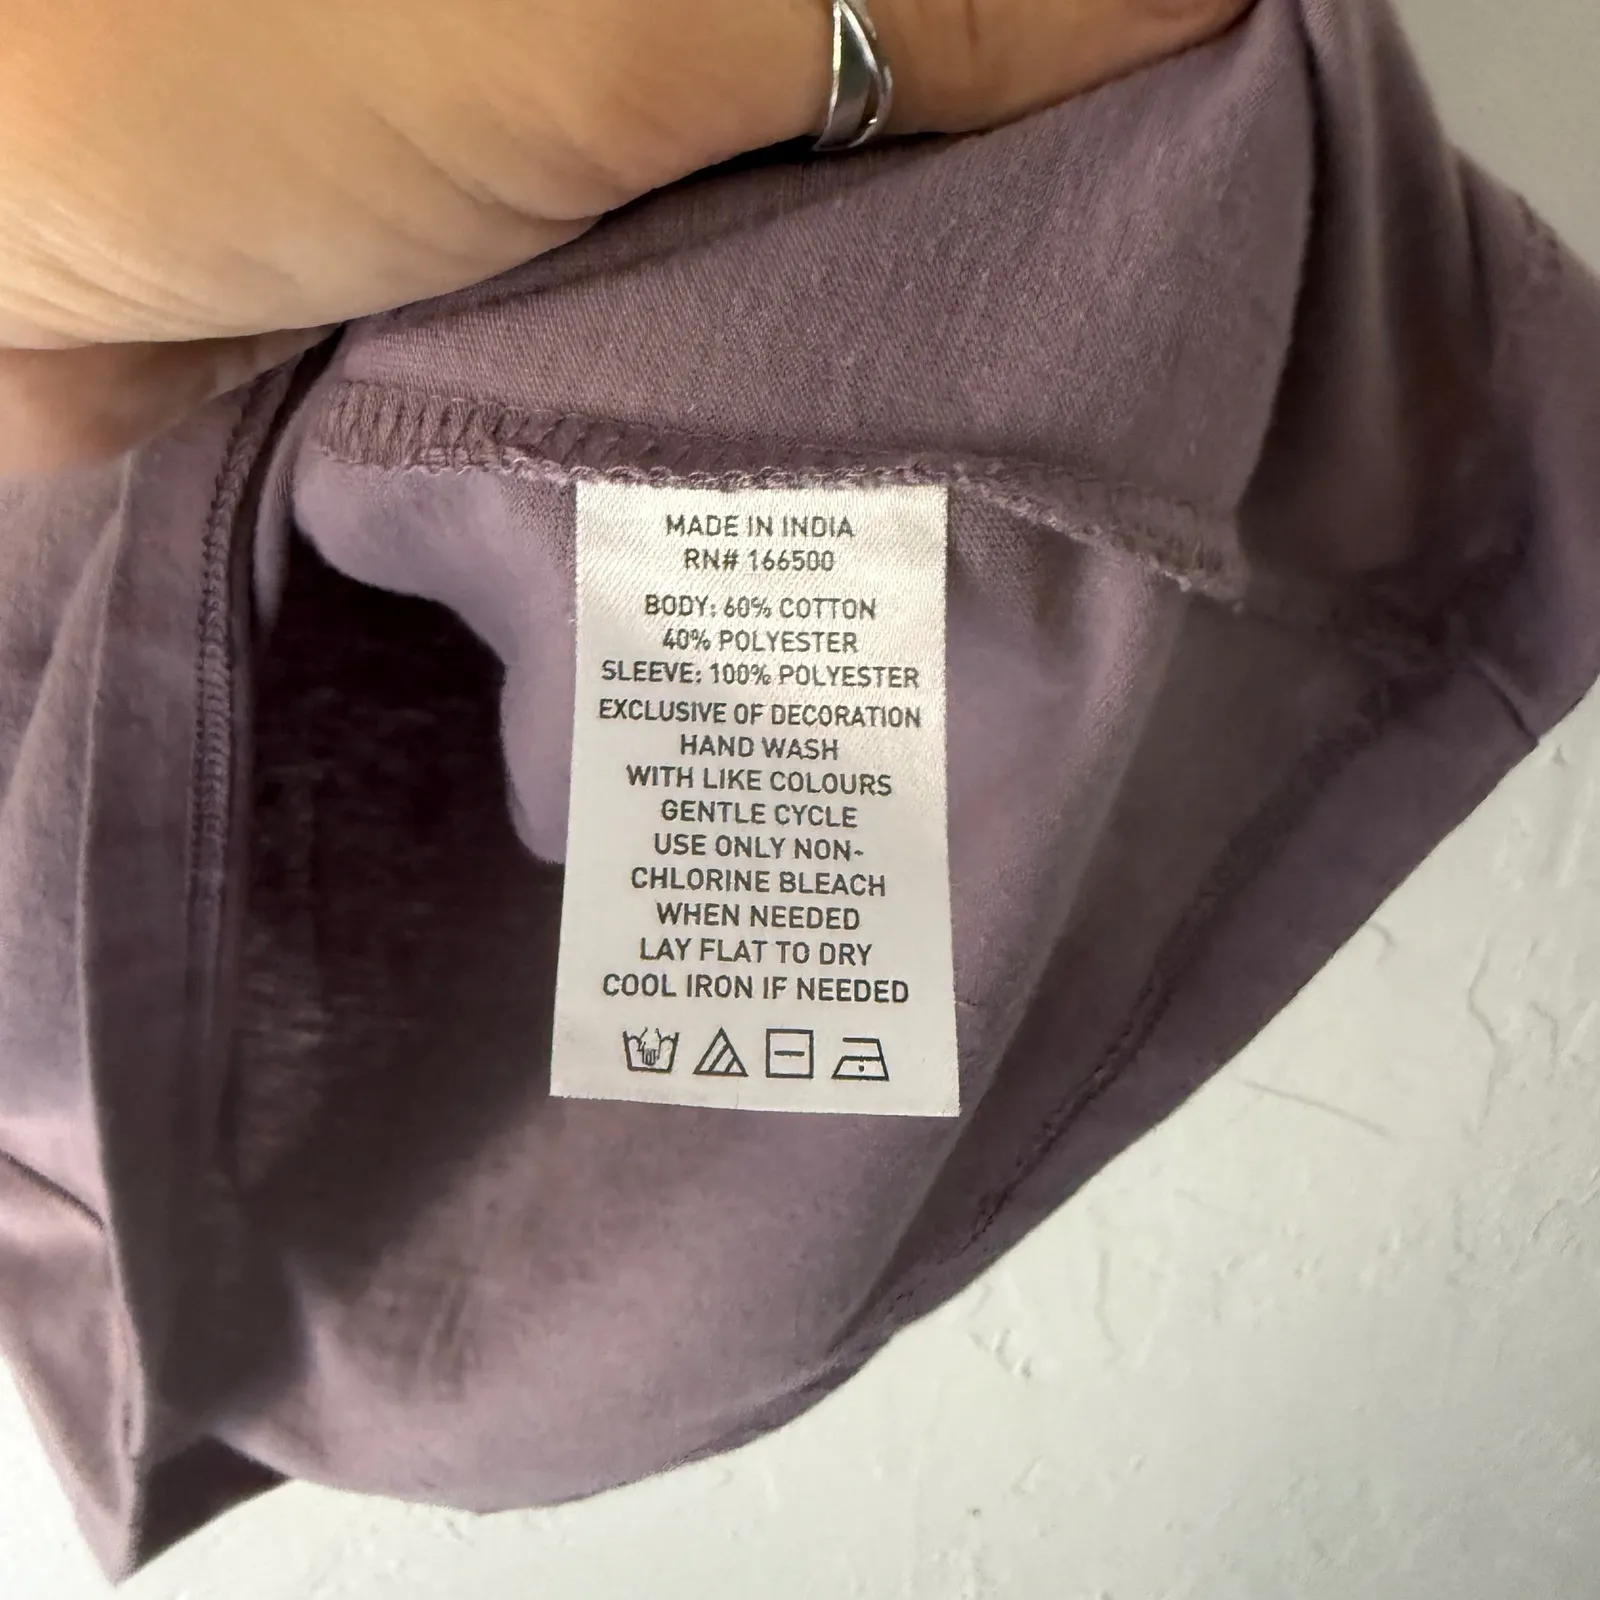 MADE IN INDIA
RN# 166500
BODY: 60% COTTON
40% POLYESTER
SLEEVE: 100% POLYESTER
EXCLUSIVE OF DECORATION
HAND WASH
WITH LIKE COLOURS
GENTLE CYCLE
USE ONLY NON-
CHLORINE BLEACH
WHEN NEEDED
LAY FLAT TO DRY
COOL IRON IF NEEDED